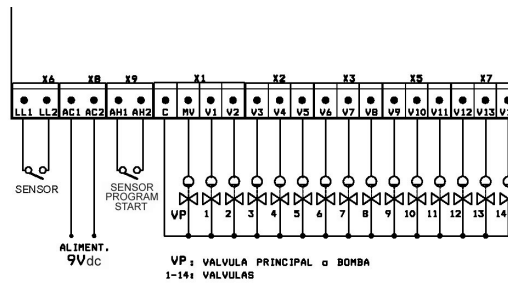 X6 X8 X9 X1 X2 X3 X5 X7
LL1 LL2 AC1 AC2 AH1 AH2 C MV V1 V2 V3 V4 V5 V6 V7 V8 V9 V10 V11 V12 V13
SENSOR
SENSOR
PROGRAM
START
VP 1 2 3 4 5 6 7 8 9 10 11 12 13 14
ALIMENT.
9Vdc
VP: VALVULA PRINCIPAL o BOMBA
1-14: VALVULAS